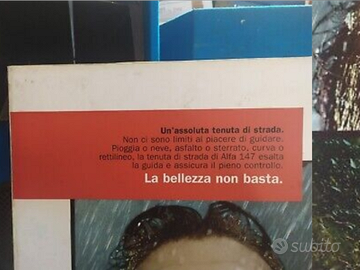 Un'assoluta tenuta di strada.
Non ci sono limiti al piacere di guidare.
Pioggia o neve, asfalto o sterrato, curva o
rettilineo, la tenuta di strada di Alfa 147 esalta
la guida e assicura il pieno controllo.
La bellezza non basta.
subito